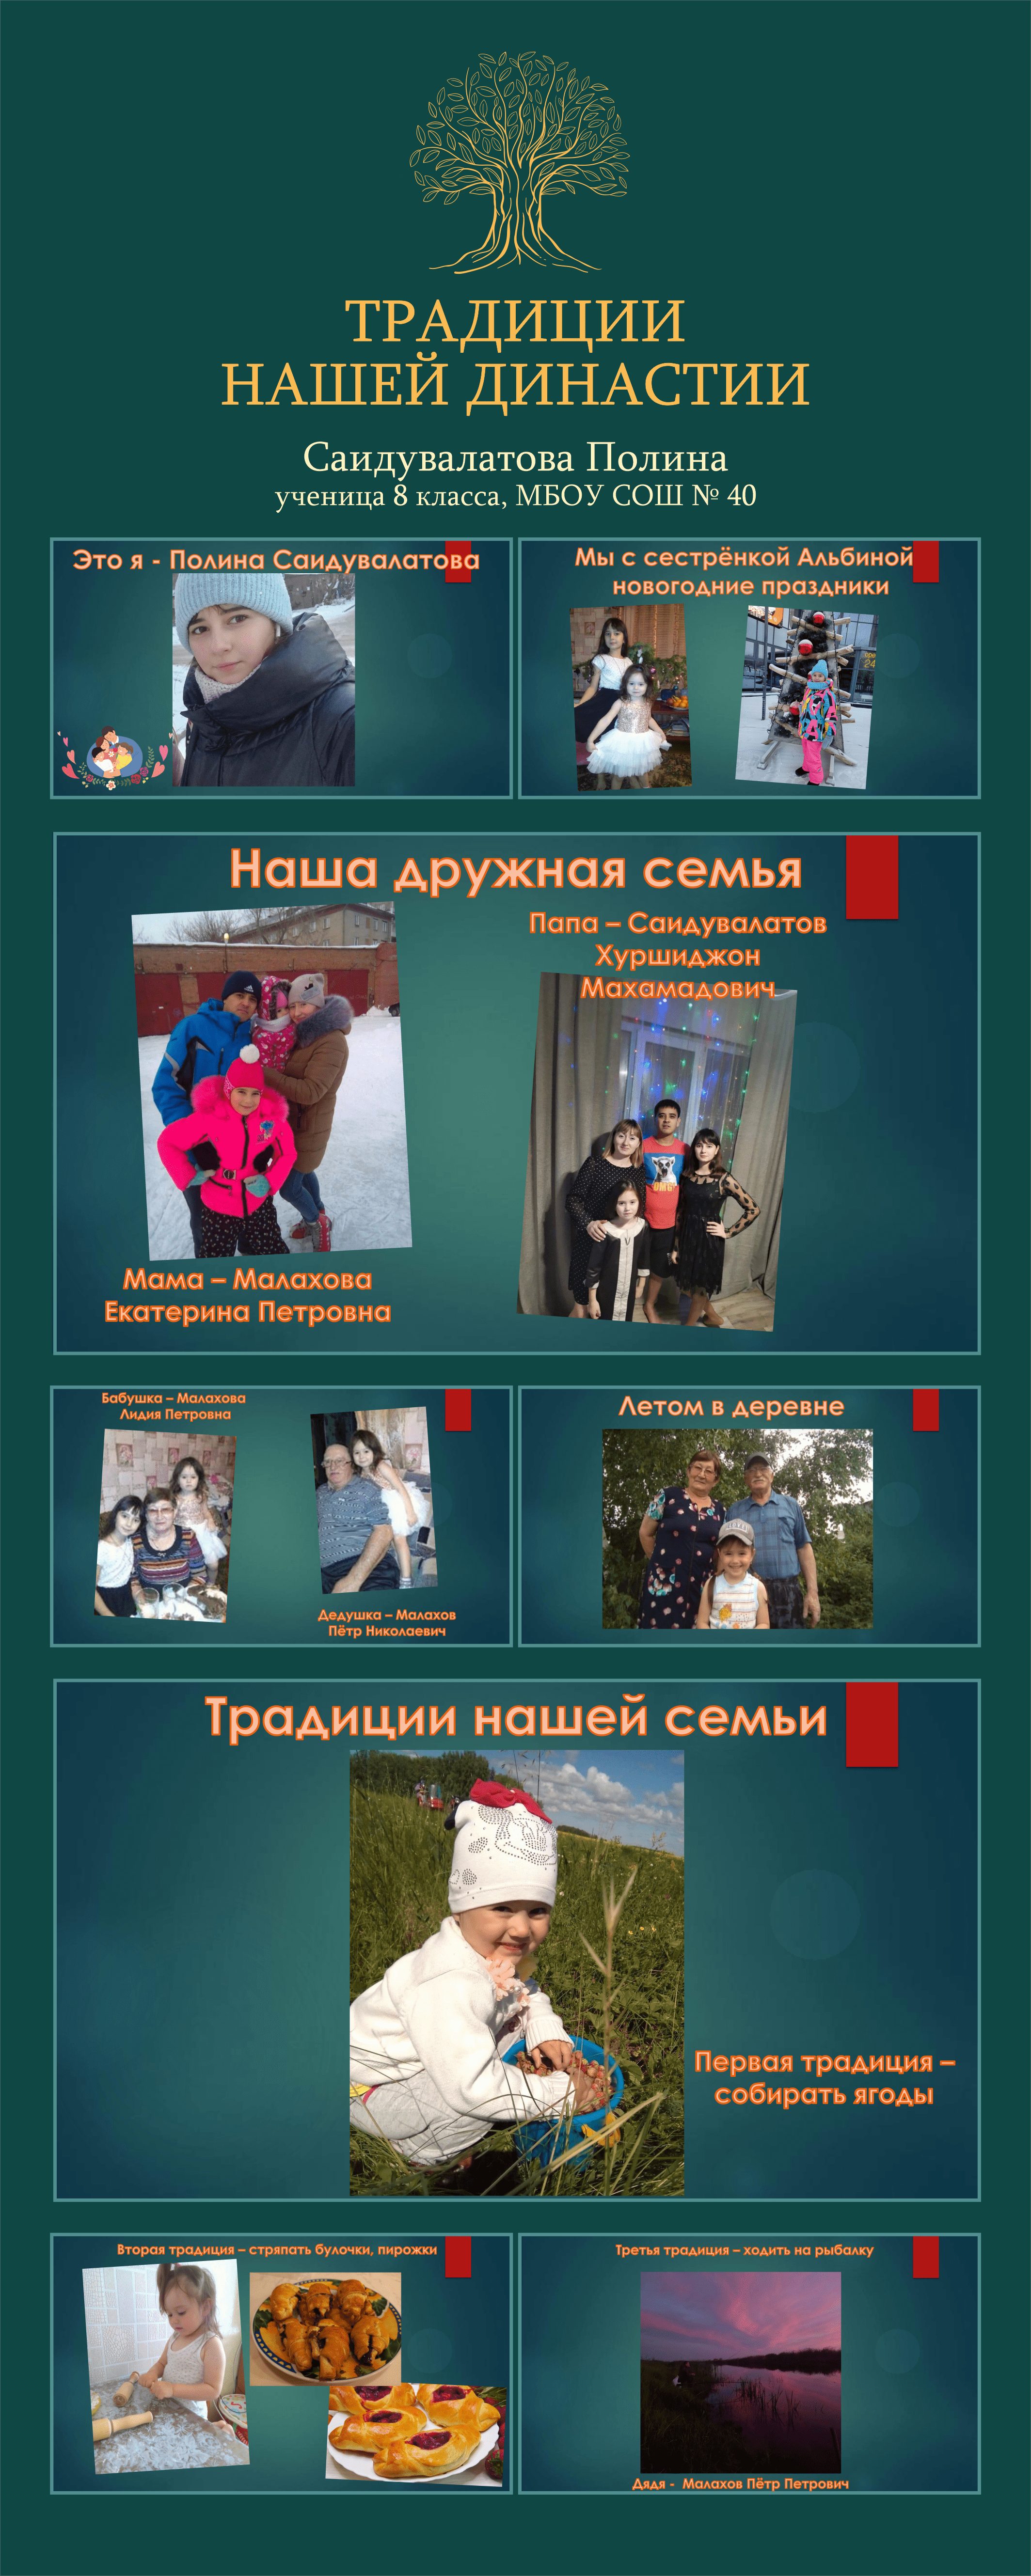 ТРАДИЦИИ
НАШЕЙ ДИНАСТИИ
Саидувалатова Полина
ученица 8 класса, МБОУ СОШ № 40
Это я - Полина Саидувалатова
Мы с сестрёнкой Альбиной
новогодние праздники
24
Наша дружная семья
Папа – Саидувалатов
Хуршиджон
Махамадович
Мама – Малахова
Екатерина Петровна
Бабушка – Малахова
Лидия Петровна
Дедушка – Малахов
Пётр Николаевич
Летом в деревне
Традиции нашей семьи
Первая традиция –
собирать ягоды
Вторая традиция – стряпать булочки, пирожки
Третья традиция – ходить на рыбалку
Дядя - Малахов Пётр Петрович